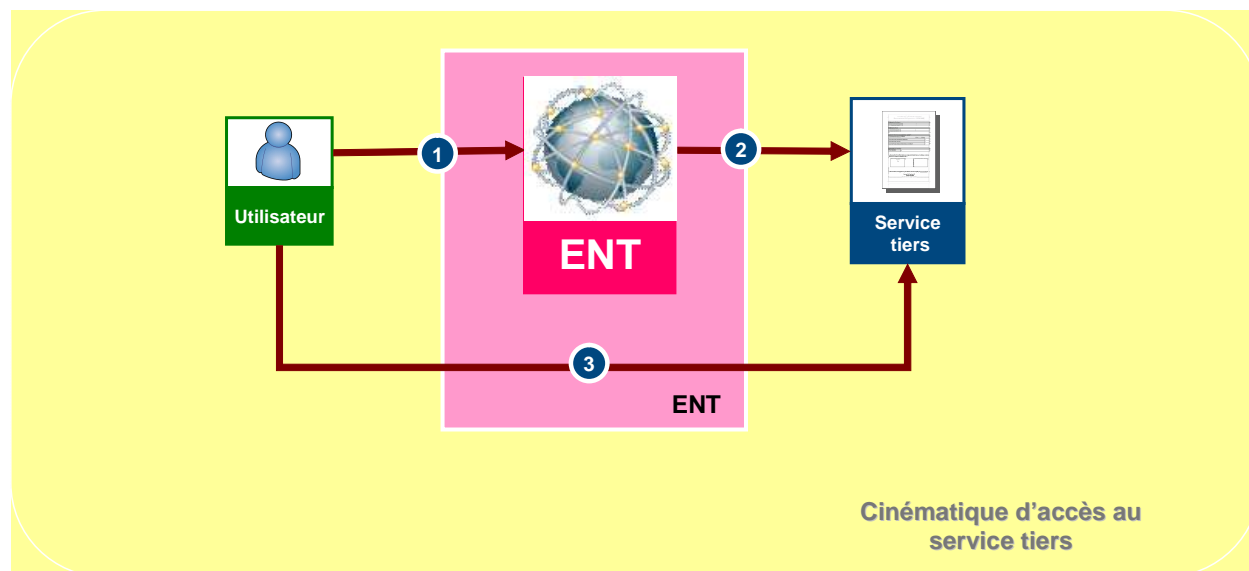 1
2
Utilisateur
Service
tiers
ENT
3
ENT
Cinématique d’accès au
service tiers